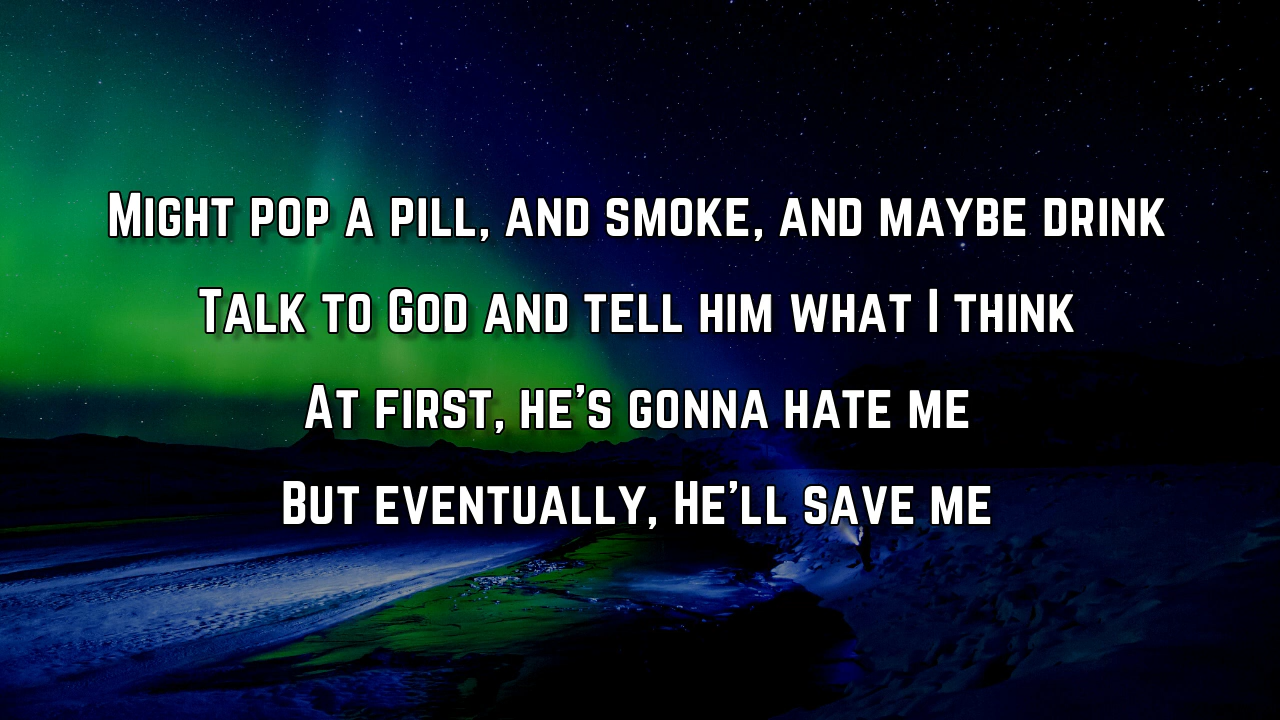 Might pop a pill, and smoke, and maybe drink
Talk to God and tell him what I think
At first, he's gonna hate me
But eventually, He'll save me